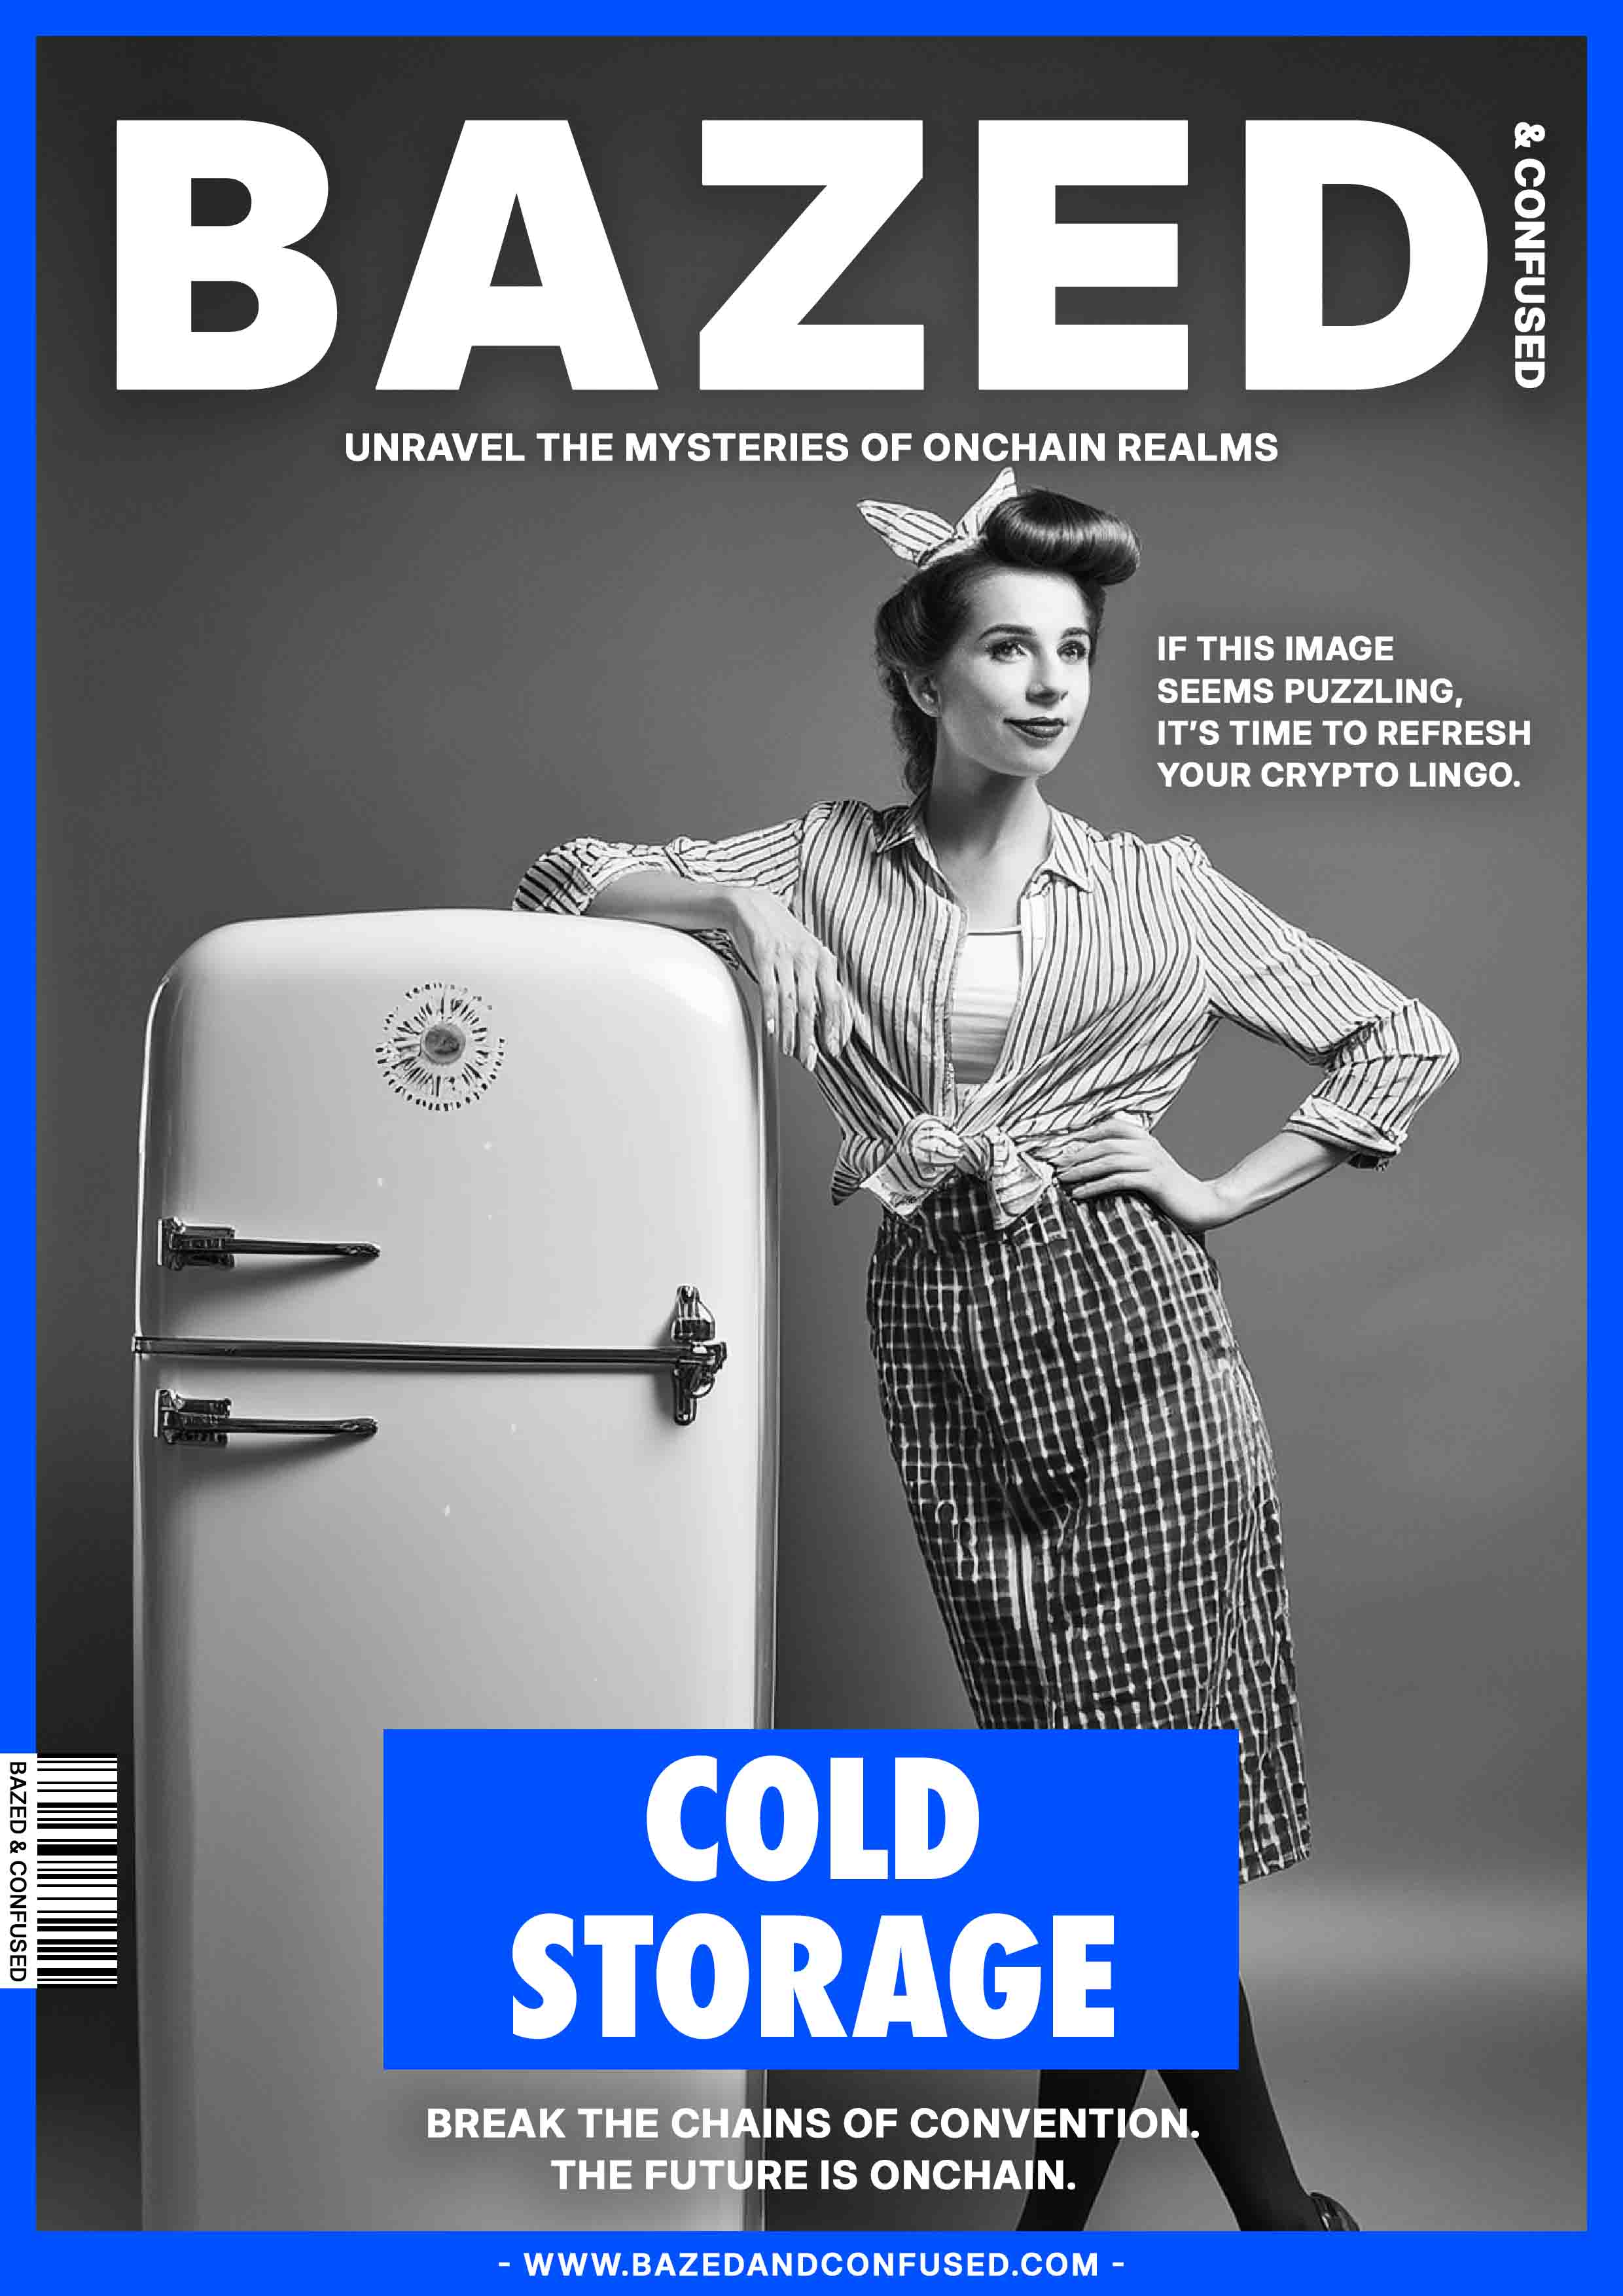 BAZED
& CONFUSED
UNRAVEL THE MYSTERIES OF ONCHAIN REALMS
IF THIS IMAGE
SEEMS PUZZLING,
IT'S TIME TO REFRESH
YOUR CRYPTO LINGO.
BAZED & CONFUSED
COLD
STORAGE
BREAK THE CHAINS OF CONVENTION.
THE FUTURE IS ONCHAIN.
- WWW.BAZEDANDCONFUSED.COM -